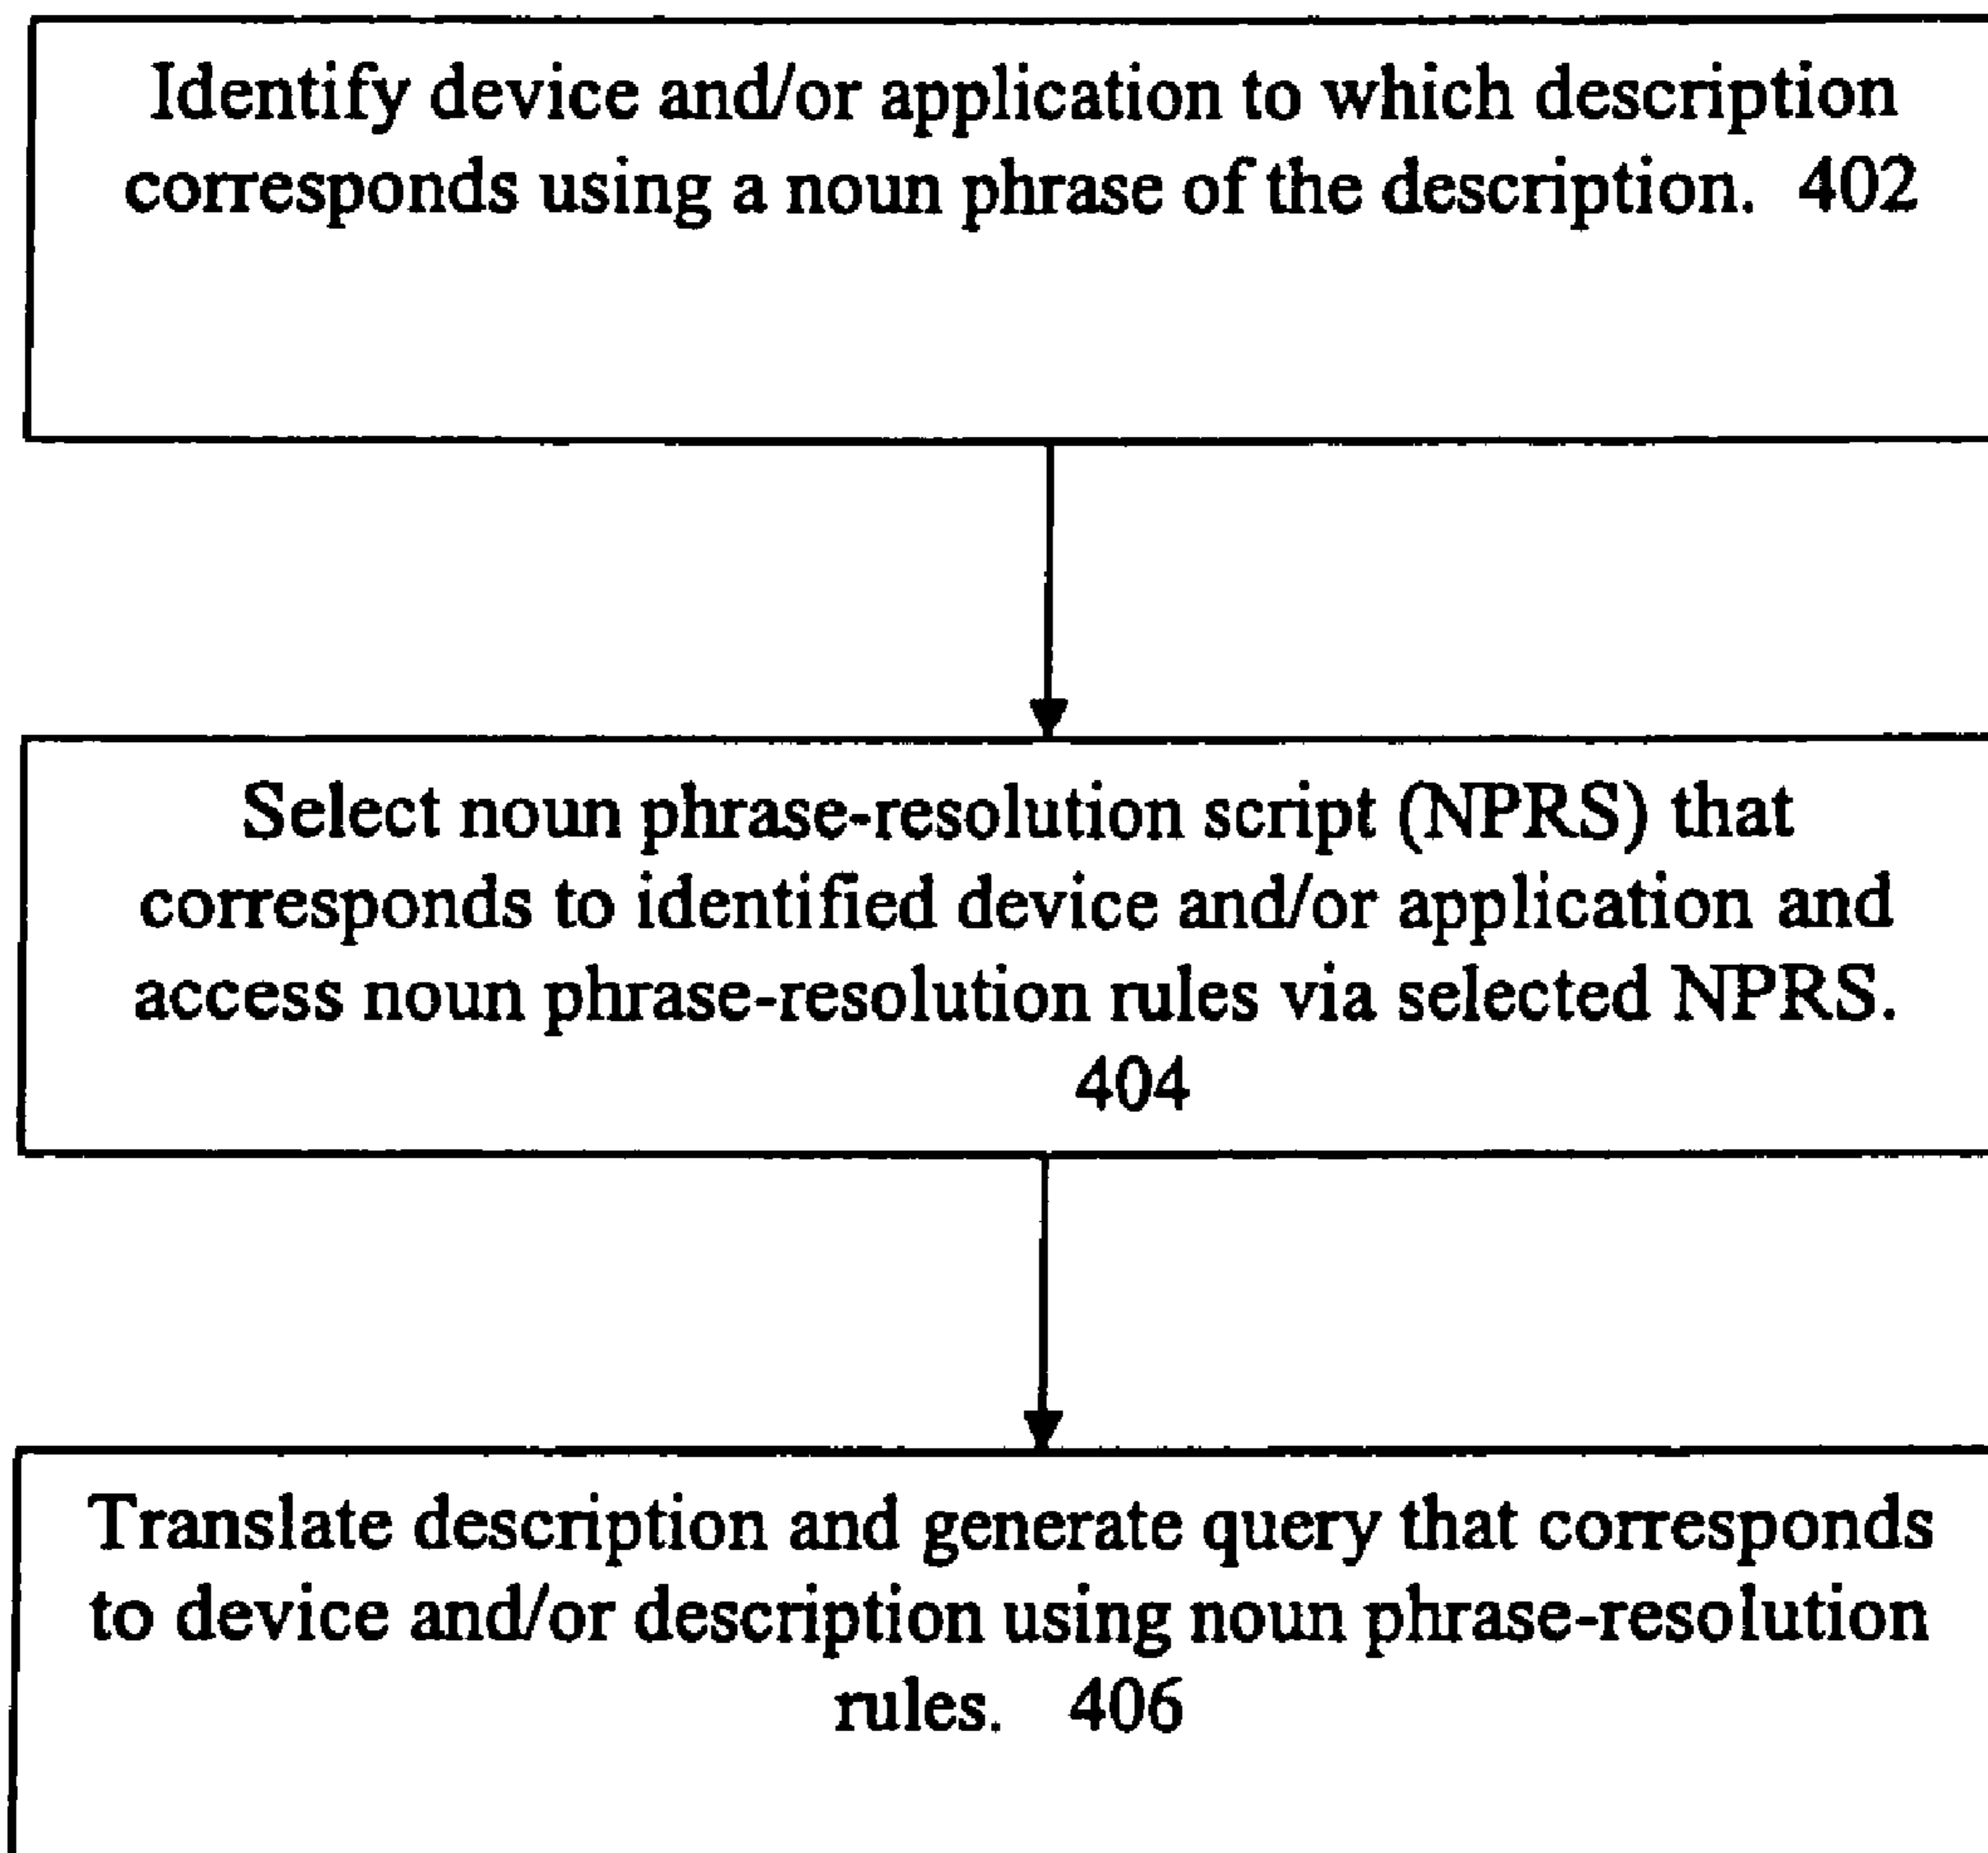 Identify device and/or application to which description
corresponds using a noun phrase of the description. 402
Select noun phrase-resolution script (NPRS) that
corresponds to identified device and/or application and
access noun phrase-resolution rules via selected NPRS.
404
Translate description and generate query that corresponds
to device and/or description using noun phrase-resolution
rules. 406